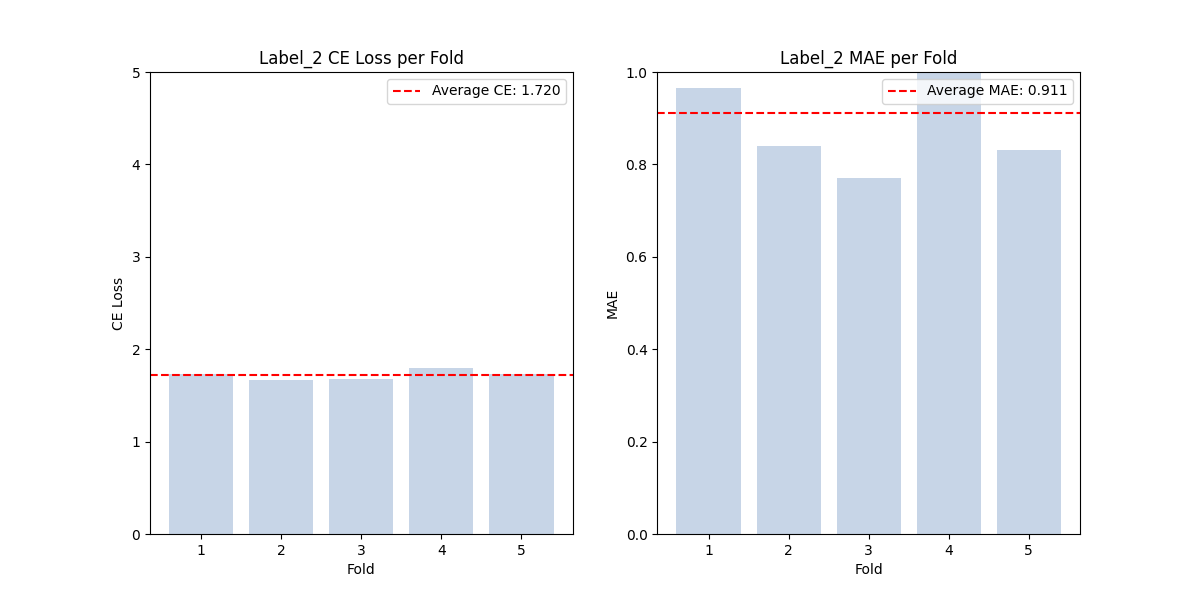 Label_2 CE Loss per Fold
5
4
3
2
1
0
CE Loss
Average CE: 1.720
1 2 3 4 5
Fold
Label_2 MAE per Fold
1.0
0.8
0.6
0.4
0.2
0.0
MAE
Average MAE: 0.911
1 2 3 4 5
Fold